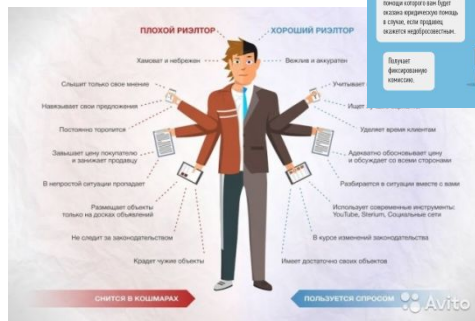 помощи которого вам будет
оказана юридическую помощь
в случае, если продавец
окажется недобросовестным.
Получает
фиксированную
комиссию.
ПЛОХОЙ РИЭЛТОР
ХОРОШИЙ РИЭЛТОР
Хамоват и небрежен
Вежлив и аккуратен
Слышит только свое мнение
Учитывает
Навязывает свои предложения
Ищет
Постоянно торопится
Уделяет время клиентам
Завышает цену покупателю
и занижает продавцу
Адекватно обосновывает цену
и обсуждает со всеми сторонами
В непростой ситуации пропадает
Разбирается в ситуации вместе с вами
Размещает объекты
только на досках объявлений
Использует современные инструменты:
YouTube, Sterium, Социальные сети
Не следит за законодательством
В курсе изменений законодательства
Крадет чужие объекты
Имеет достаточно своих объектов
СНИТСЯ В КОШМАРАХ
ПОЛЬЗУЕТСЯ СПРОСОМ
Avito